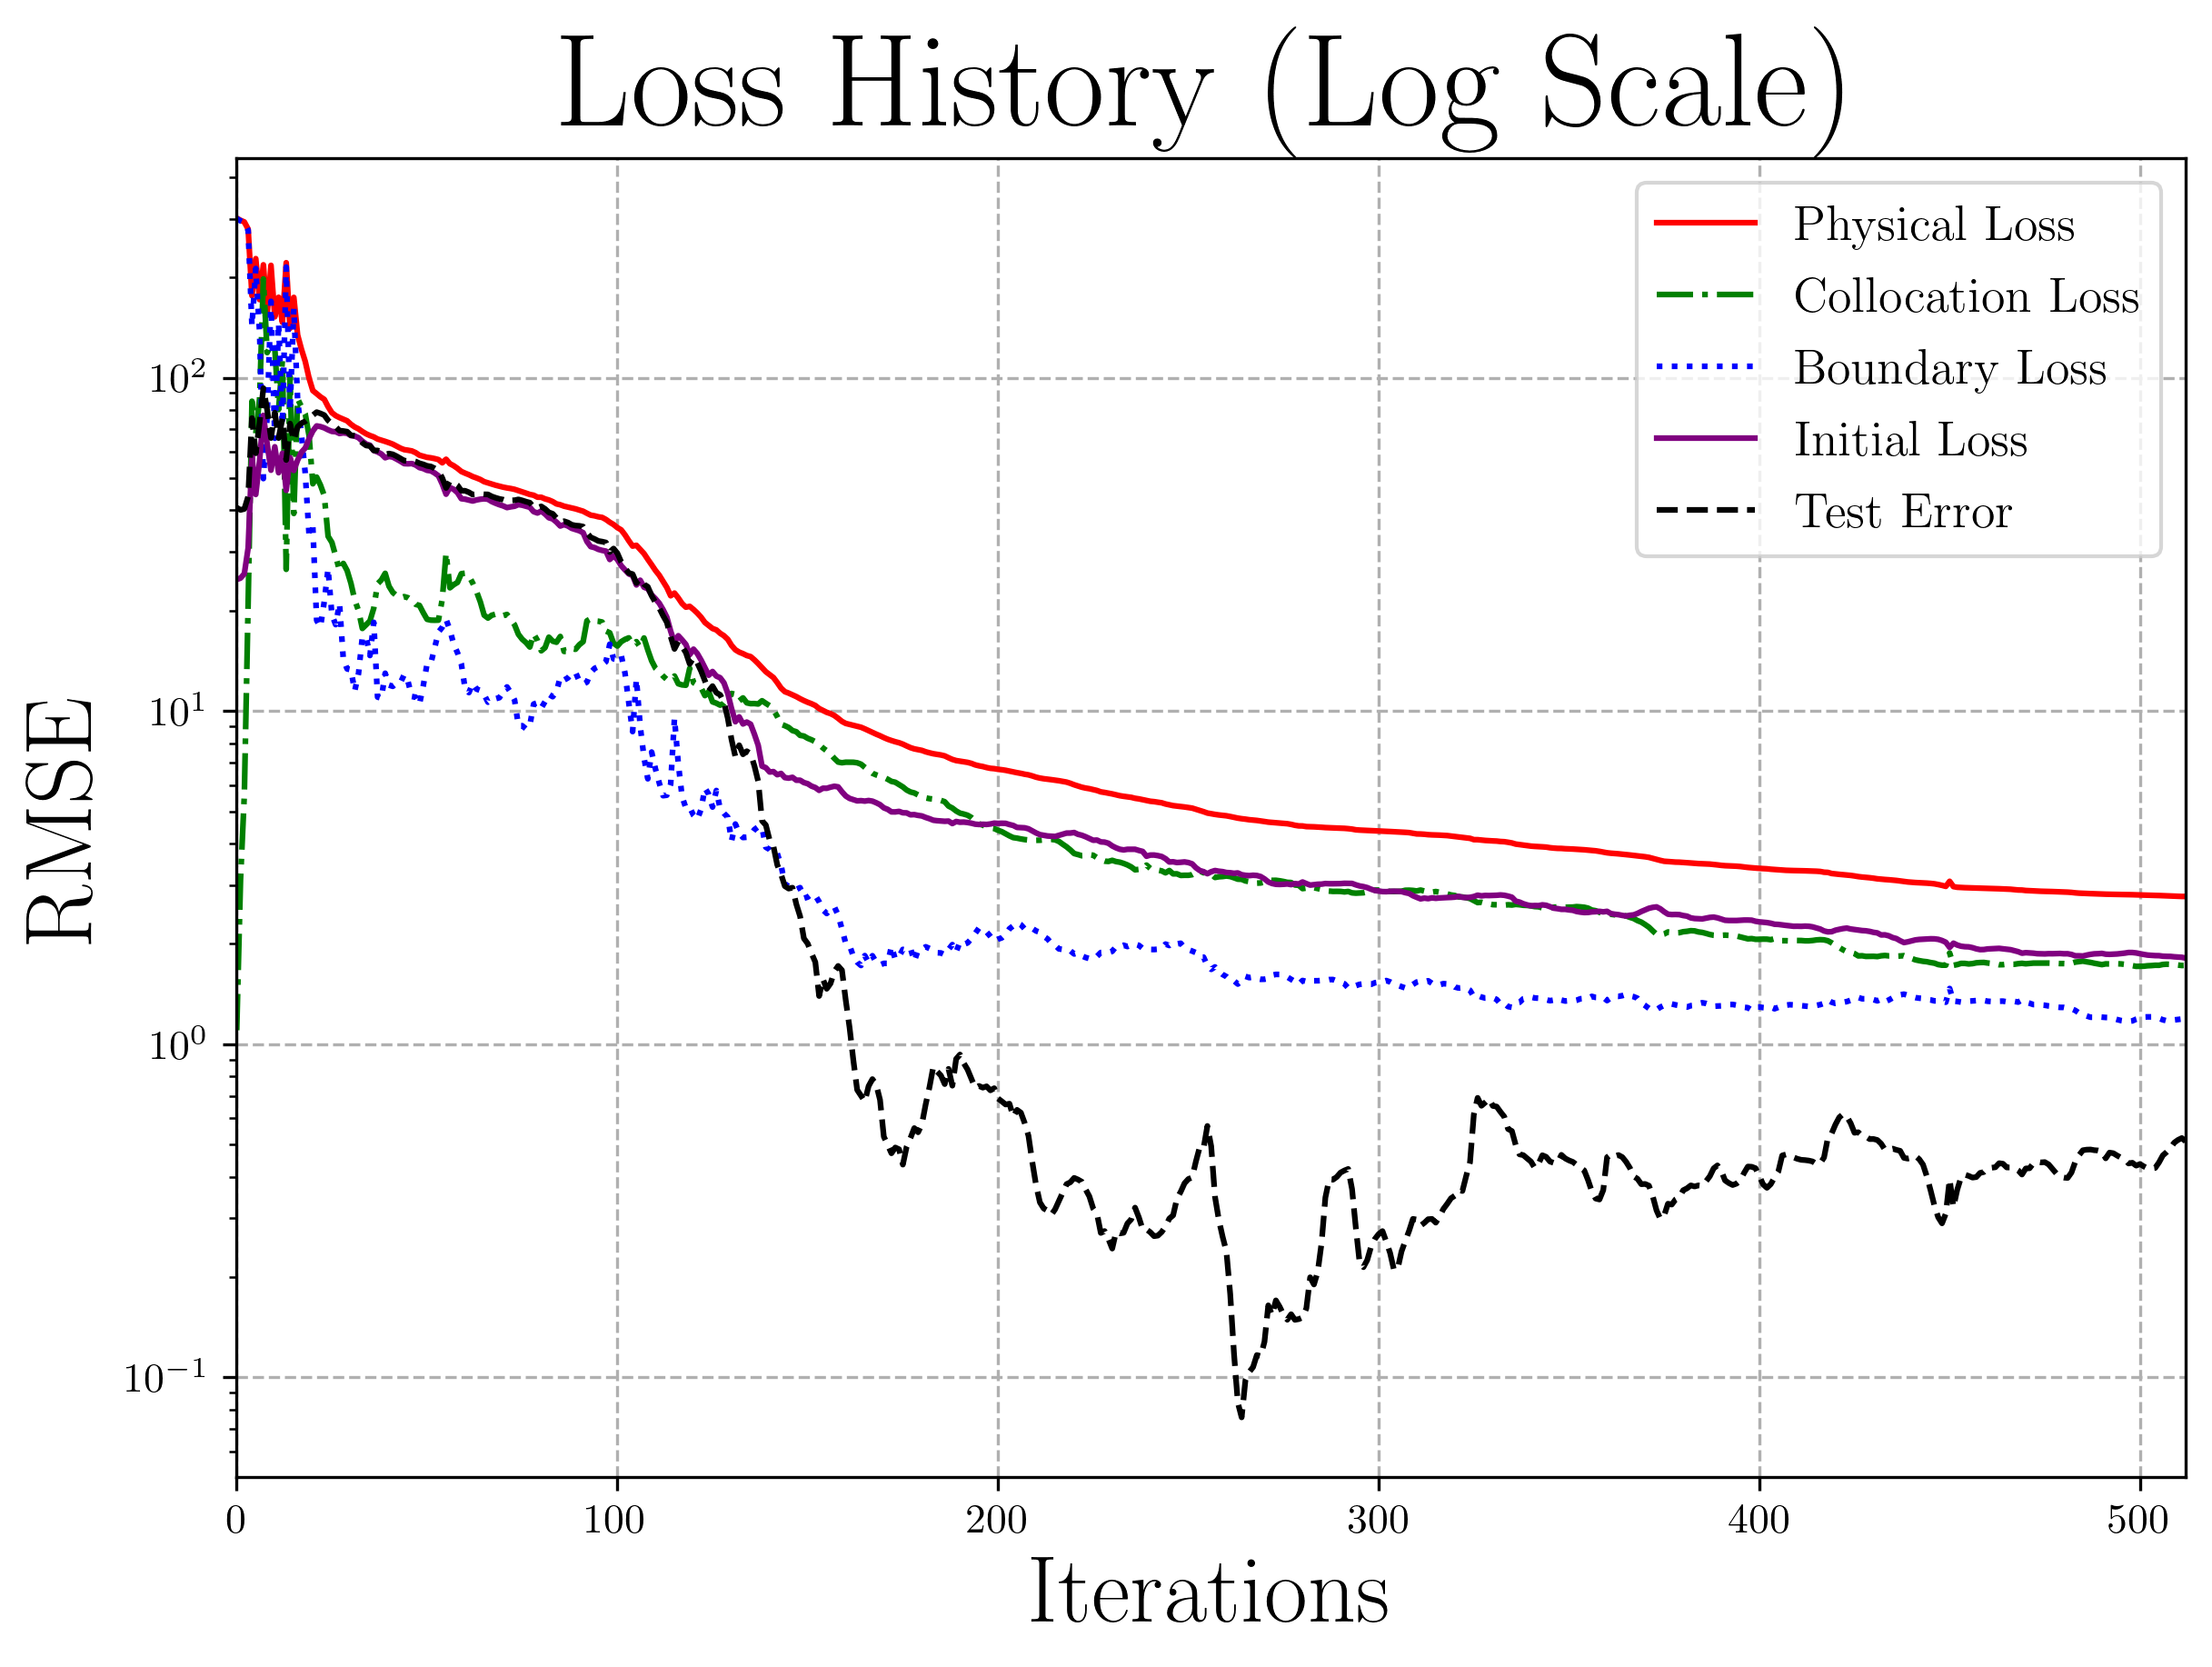 Loss History (Log Scale)
RMSE
10²
10¹
10⁰
10⁻¹
Physical Loss
Collocation Loss
Boundary Loss
Initial Loss
Test Error
0 100 200 300 400 500
Iterations